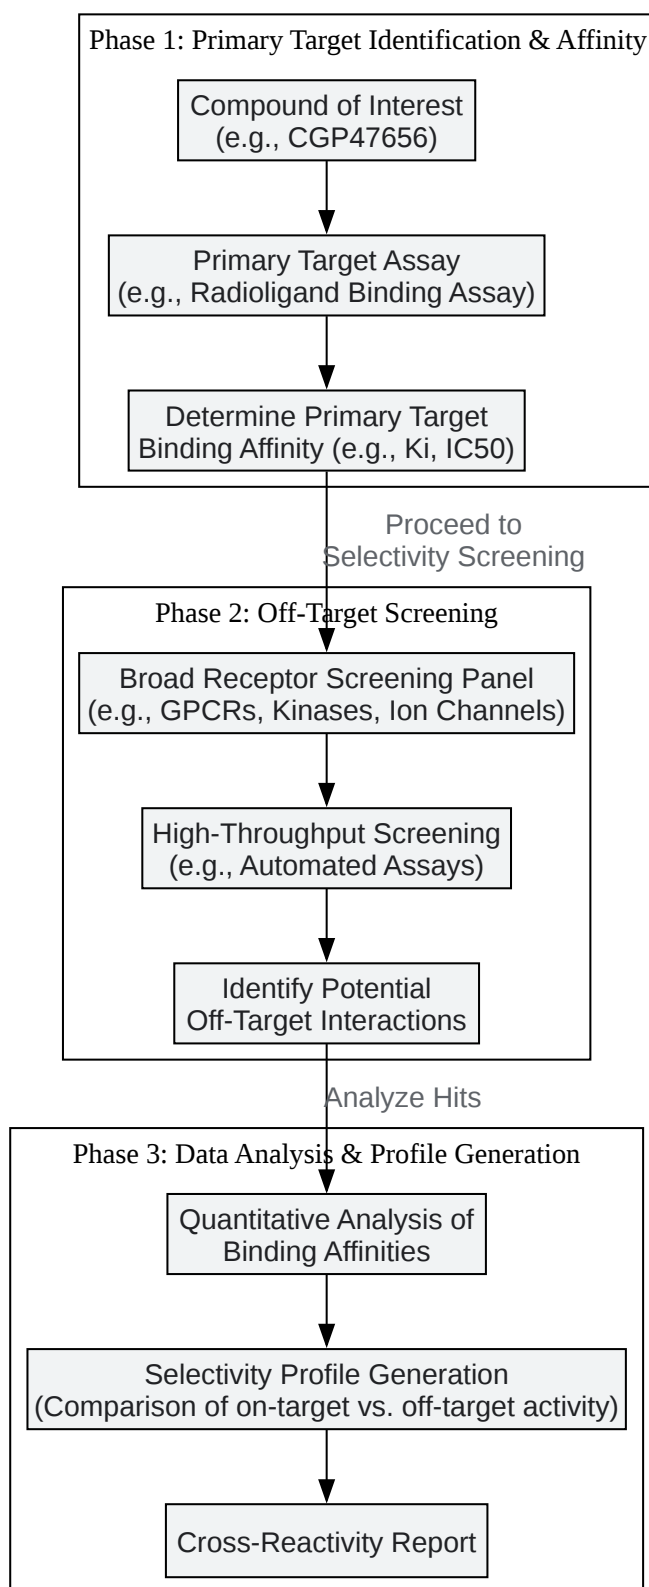 Phase 1: Primary Target Identification & Affinity
Compound of Interest
(e.g., CGP47656)
Primary Target Assay
(e.g., Radioligand Binding Assay)
Determine Primary Target
Binding Affinity (e.g., Ki, IC50)
Proceed to
Selectivity Screening
Phase 2: Off-Target Screening
Broad Receptor Screening Panel
(e.g., GPCRs, Kinases, Ion Channels)
High-Throughput Screening
(e.g., Automated Assays)
Identify Potential
Off-Target Interactions
Analyze Hits
Phase 3: Data Analysis & Profile Generation
Quantitative Analysis of
Binding Affinities
Selectivity Profile Generation
(Comparison of on-target vs. off-target activity)
Cross-Reactivity Report